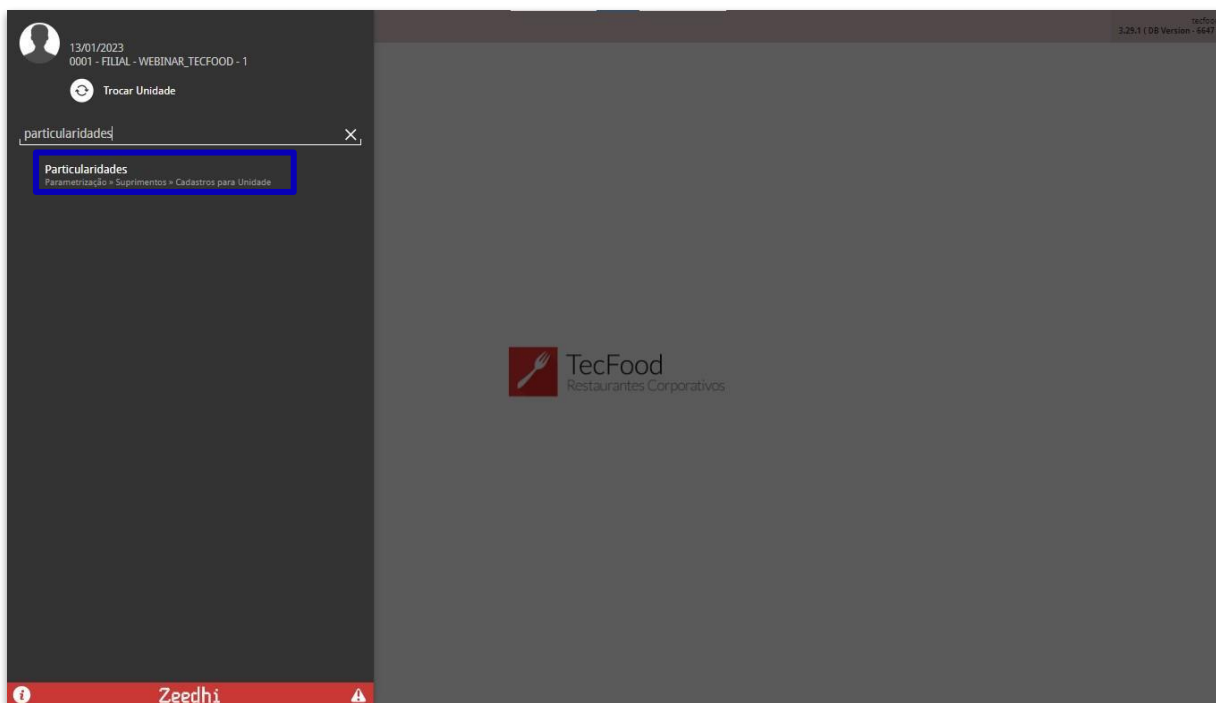 13/01/2023
0001 - FILIAL - WEBINAR_TECFOOD - 1
Trocar Unidade
particularidades
Particularidades
Parametrização » Suprimentos » Cadastros para Unidade
3.29.1 ( DB Version - 6647
TecFood
Restaurantes Corporativos
Zeedhi